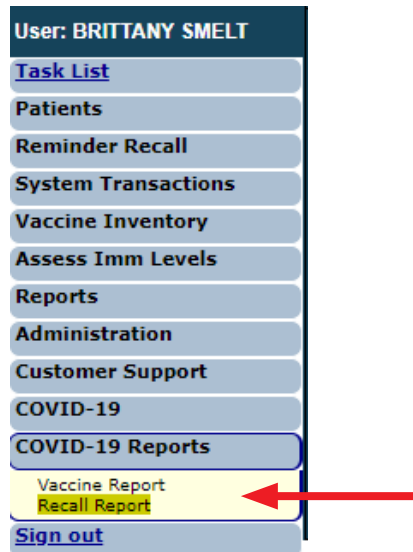 User: BRITTANY SMELT
Task List
Patients
Reminder Recall
System Transactions
Vaccine Inventory
Assess Imm Levels
Reports
Administration
Customer Support
COVID-19
COVID-19 Reports
Vaccine Report
Recall Report
Sign out